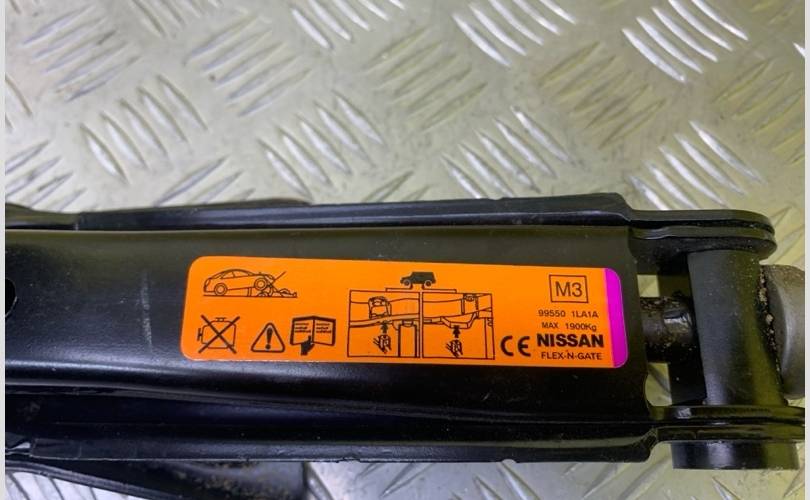 M3
99550 1LA1A
MAX 1900Kg
CE NISSAN
FLEX-N-GATE